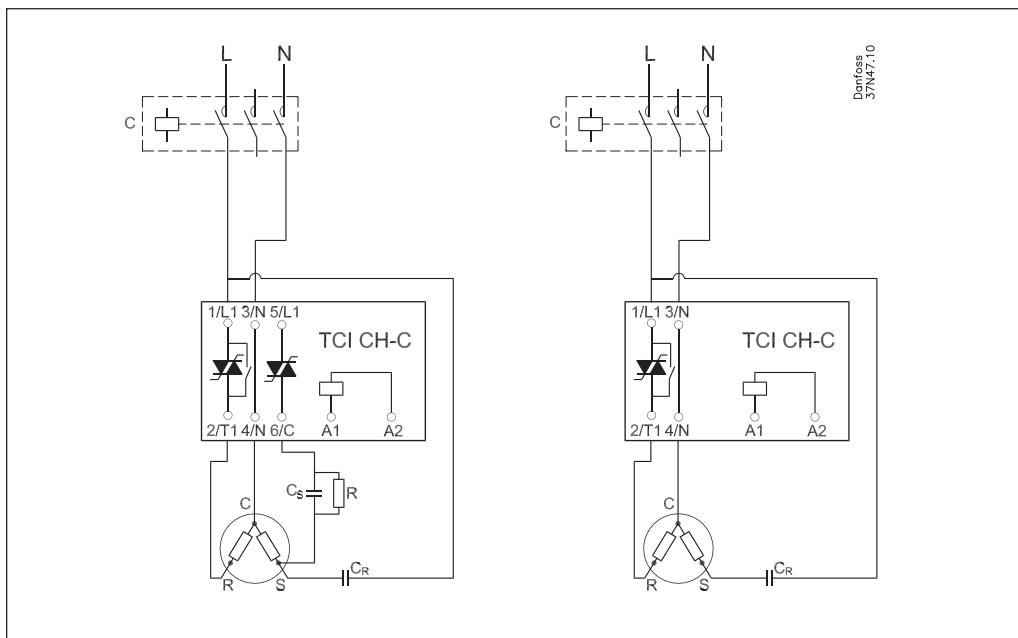 L N
C
1/L1 3/N 5/L1
TCI CH-C
2/T1 4/N 6/C A1 A2
Cs R
C
R S
CR
L N
C
1/L1 3/N
TCI CH-C
2/T1 4/N A1 A2
C
R S
CR
Danfoss
37N47.10